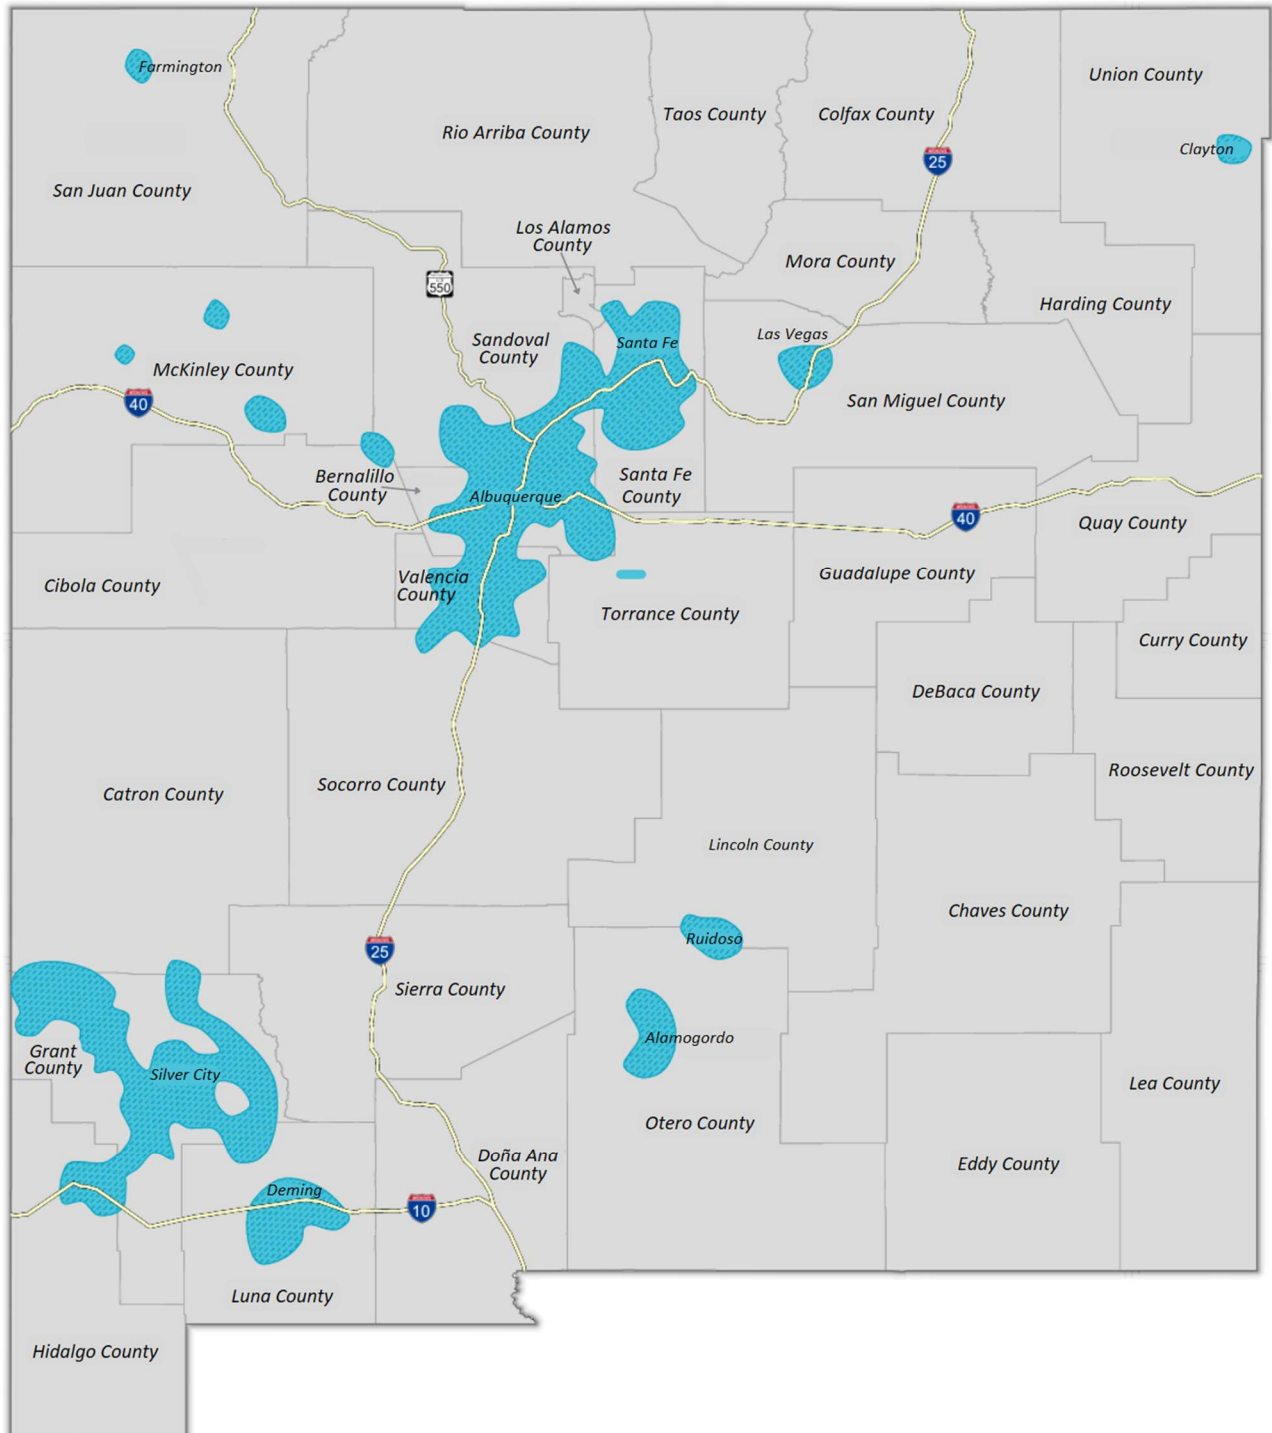 Union County
Farmington
Taos County
Colfax County
Rio Arriba County
Clayton
25
San Juan County
Los Alamos
County
Mora County
550
Harding County
Las Vegas
Sandoval
County
Santa Fe
McKinley County
40
San Miguel County
Bernalillo
County
Santa Fe
County
Albuquerque
40
Quay County
Cibola County
Valencia
County
Guadalupe County
Torrance County
Curry County
DeBaca County
Roosevelt County
Catron County
Socorro County
Lincoln County
Chaves County
Ruidoso
25
Sierra County
Grant
County
Silver City
Alamogordo
Lea County
Otero County
Doña Ana
County
Eddy County
Deming
10
Luna County
Hidalgo County